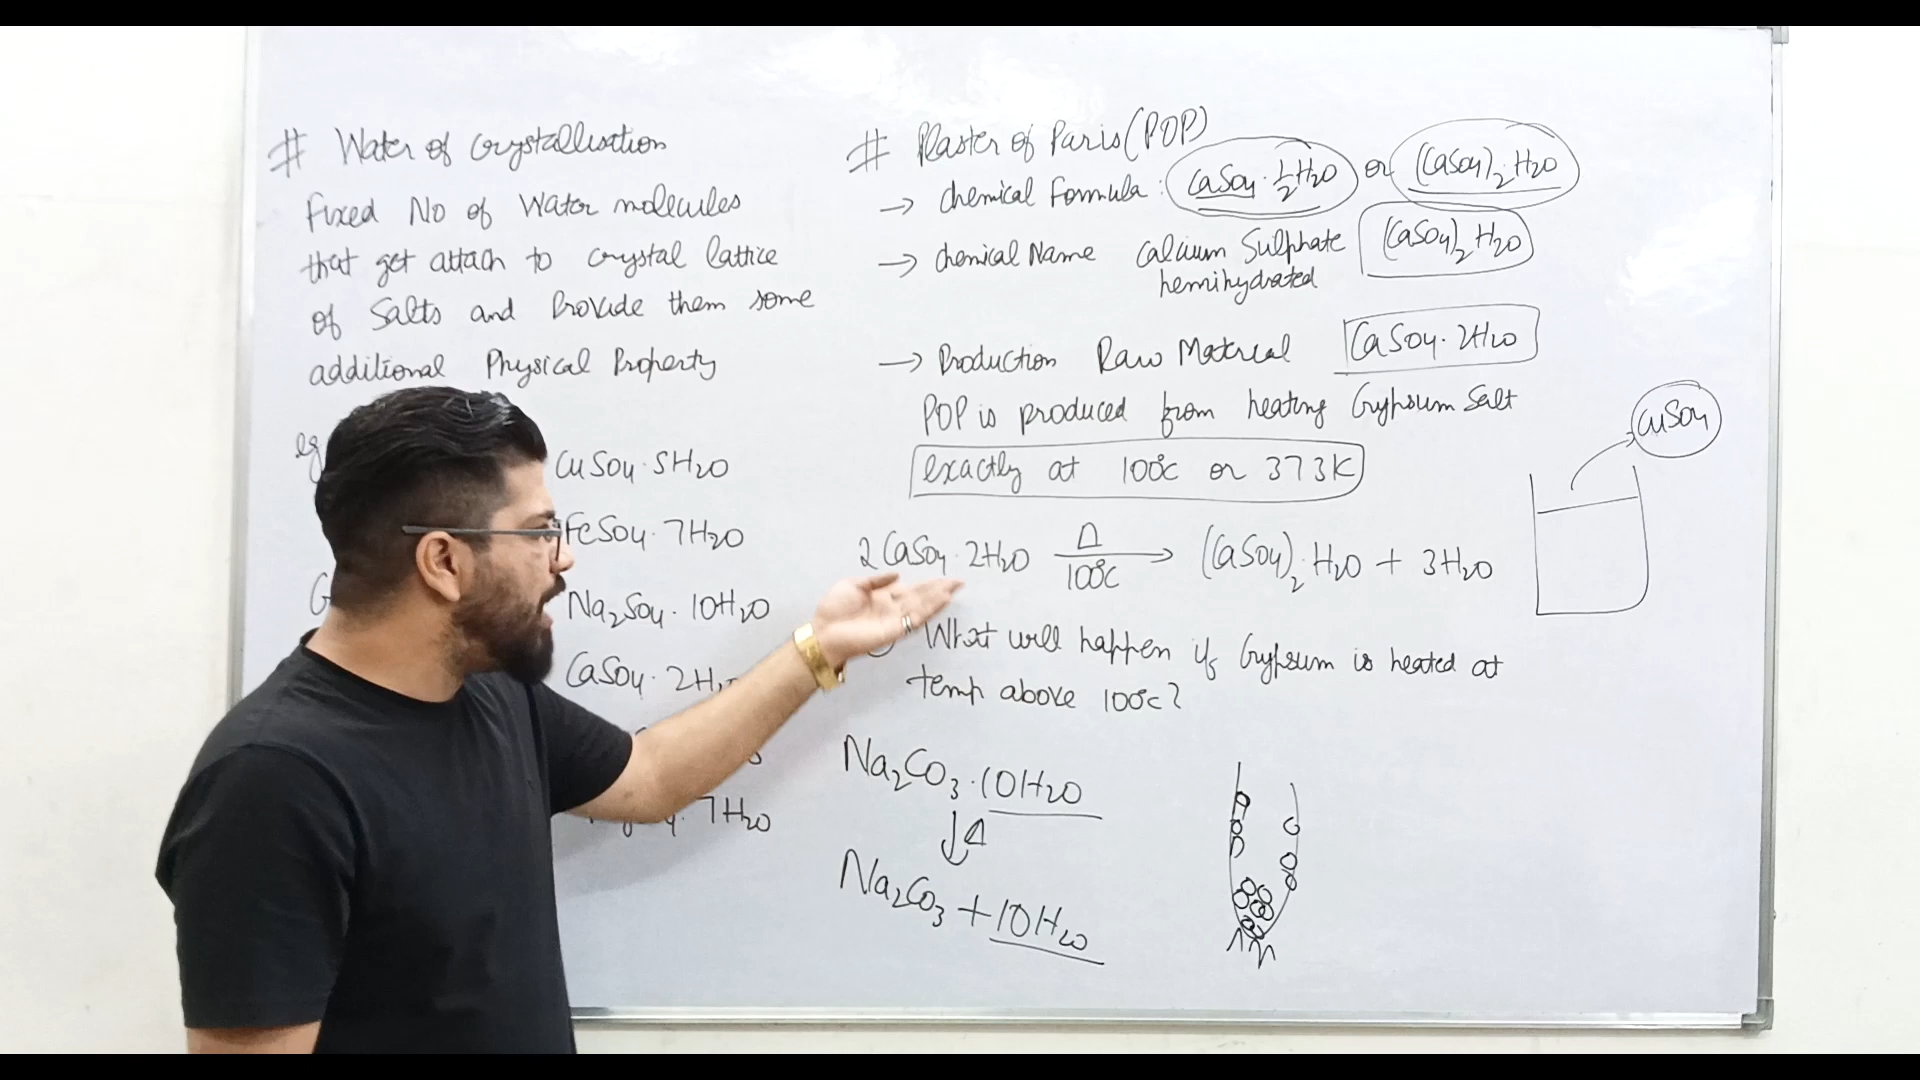 # Water of Crystallisation
Fixed No of Water molecules
that get attach to crystal lattice
of Salts and Provide them some
additional Physical Property
eg
CuSO4. 5H2O
FeSO4. 7H2O
Na2SO4. 10H2O
CaSO4. 2H2
7H2O
# Plaster of Paris (POP)
→ Chemical Formula : CaSO4. 1/2 H2O or (CaSO4)2. H2O
→ Chemical Name Calcium Sulphate (CaSO4)2 H2O
hemihydrated
→ Production Raw Material CaSO4. 2H2O
POP is produced from heating Gypsum Salt
exactly at 100°C or 373K
2CaSO4. 2H2O Δ 100°C → (CaSO4)2. H2O + 3H2O
What will happen if Gypsum is heated at
temp above 100°C?
Na2CO3. 10H2O
↓Δ
Na2CO3 + 10H2O
CuSO4